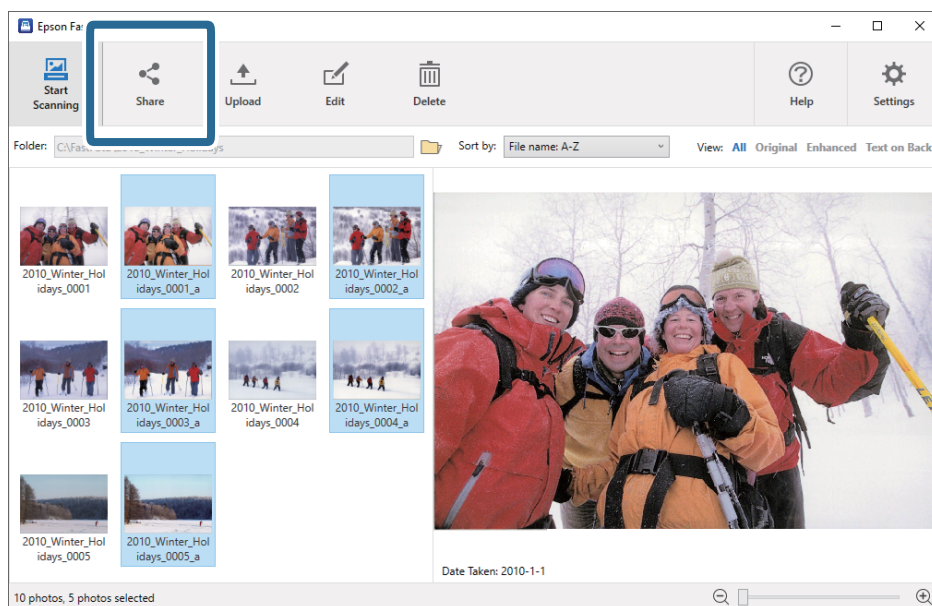 Epson Fas
Start
Scanning
Share
Upload
Edit
Delete
Help
Settings
Folder:
Sort by:
File name: A-Z
View: All Original Enhanced Text on Back
2010_Winter_Hol
idays_0001
2010_Winter_Hol
idays_0001_a
2010_Winter_Hol
idays_0002
2010_Winter_Hol
idays_0002_a
2010_Winter_Hol
idays_0003
2010_Winter_Hol
idays_0003_a
2010_Winter_Hol
idays_0004
2010_Winter_Hol
idays_0004_a
2010_Winter_Hol
idays_0005
2010_Winter_Hol
idays_0005_a
Date Taken: 2010-1-1
10 photos, 5 photos selected